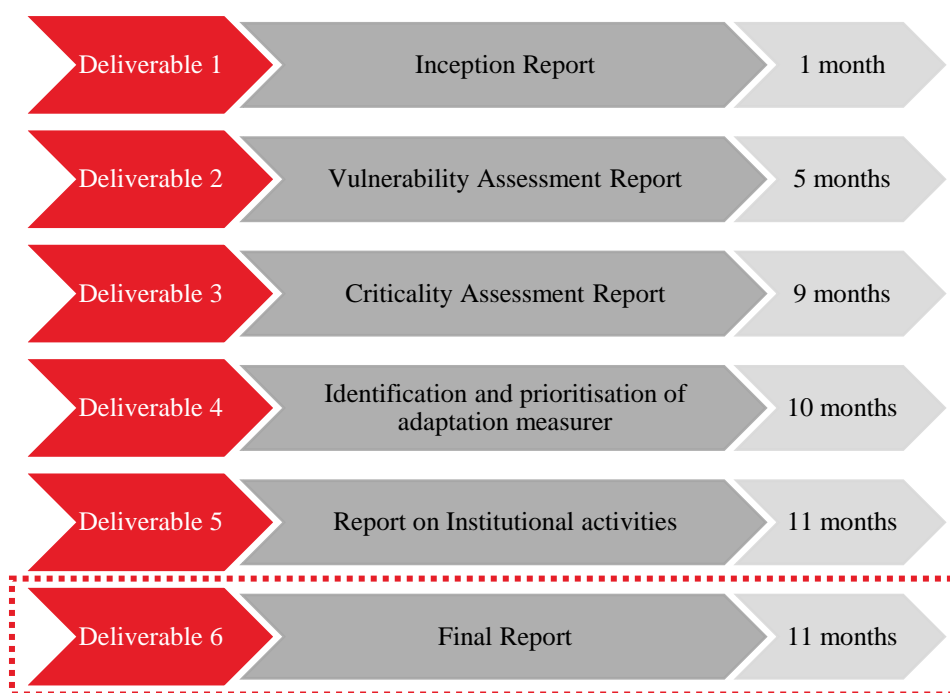 Deliverable 1
Inception Report
1 month
Deliverable 2
Vulnerability Assessment Report
5 months
Deliverable 3
Criticality Assessment Report
9 months
Deliverable 4
Identification and prioritisation of
adaptation measurer
10 months
Deliverable 5
Report on Institutional activities
11 months
Deliverable 6
Final Report
11 months